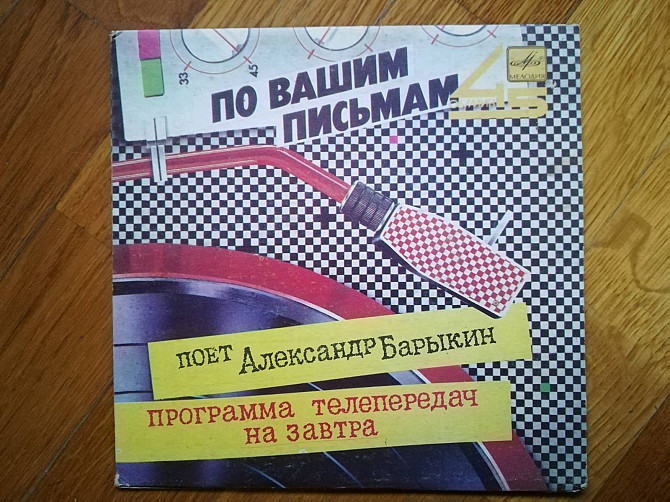 33
45
ПО ВАШИМ
ПИСЬМАМ
45
МЕЛОДИЯ
поет Александр Барыкин
программа телепередач
на завтра